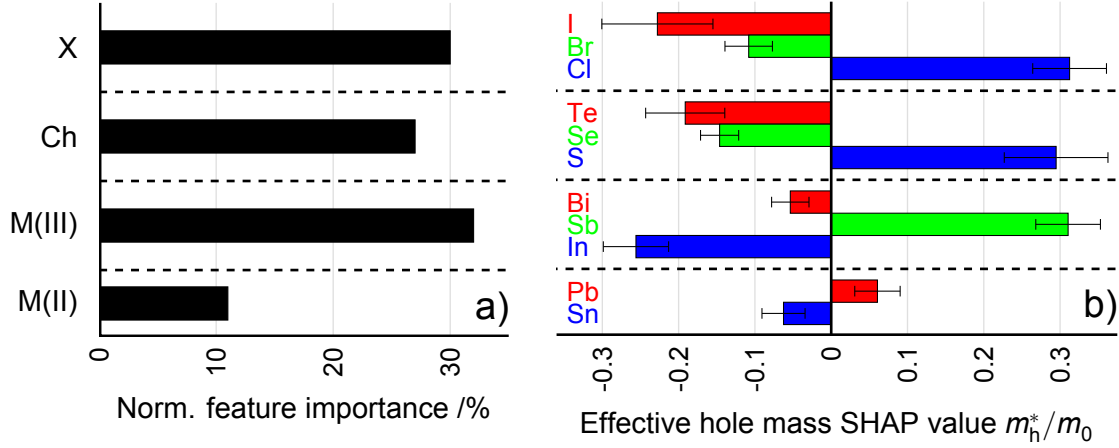 X
Ch
M(III)
M(II)
a)
0
10
20
30
Norm. feature importance /%
I
Br
Cl
Te
Se
S
Bi
Sb
In
Pb
Sn
b)
-0.3
-0.2
-0.1
0
0.1
0.2
0.3
Effective hole mass SHAP value m*h/m0